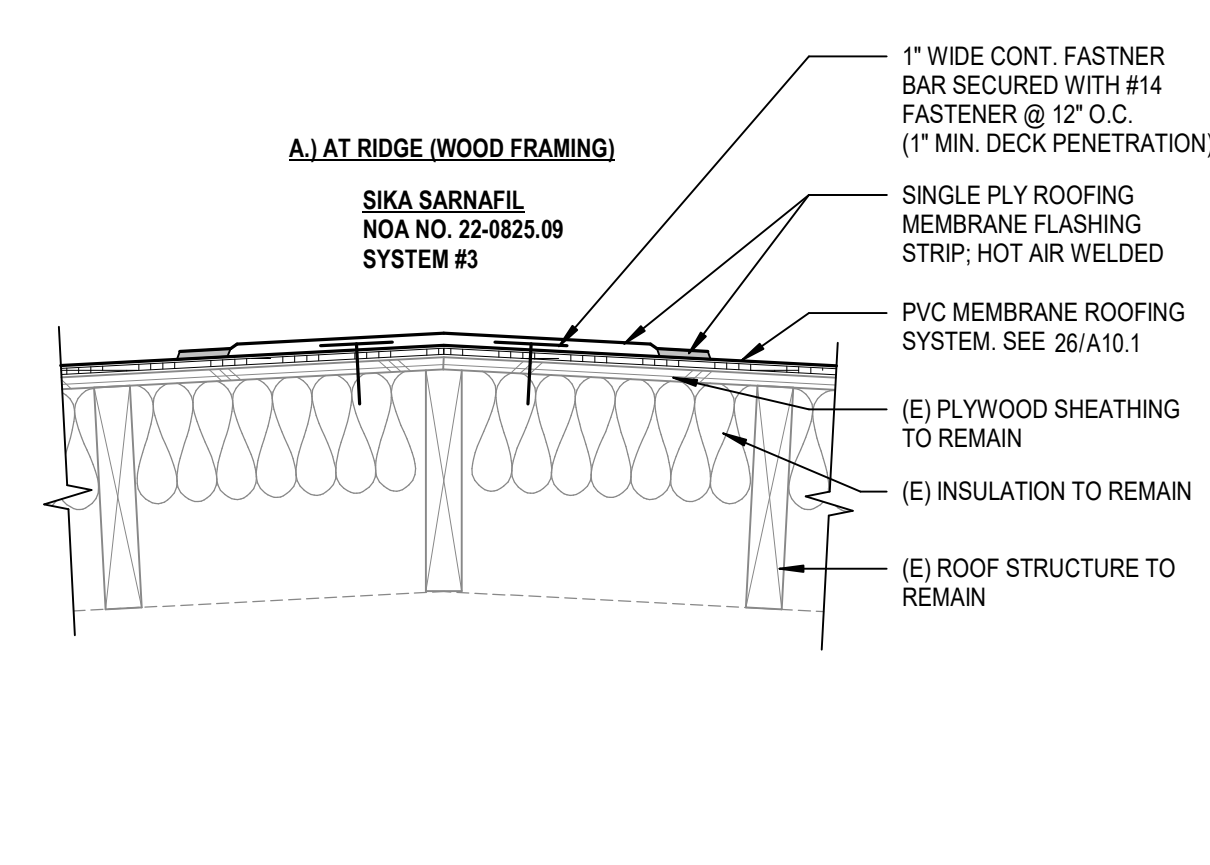 1" WIDE CONT. FASTNER
BAR SECURED WITH #14
FASTENER @ 12" O.C.
(1" MIN. DECK PENETRATION)
A.) AT RIDGE (WOOD FRAMING)
SIKA SARNAFIL
NOA NO. 22-0825.09
SYSTEM #3
SINGLE PLY ROOFING
MEMBRANE FLASHING
STRIP; HOT AIR WELDED
PVC MEMBRANE ROOFING
SYSTEM. SEE 26/A10.1
(E) PLYWOOD SHEATHING
TO REMAIN
(E) INSULATION TO REMAIN
(E) ROOF STRUCTURE TO
REMAIN